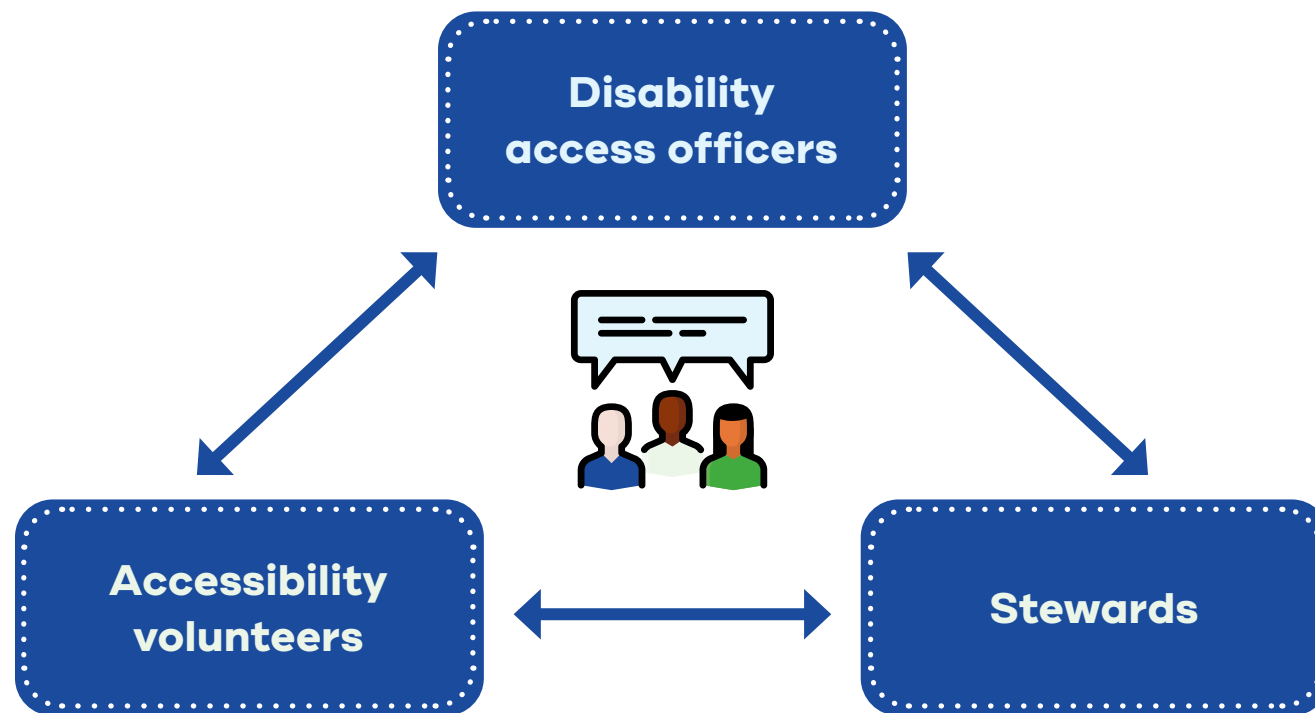 Disability
access officers
Accessibility
volunteers
Stewards